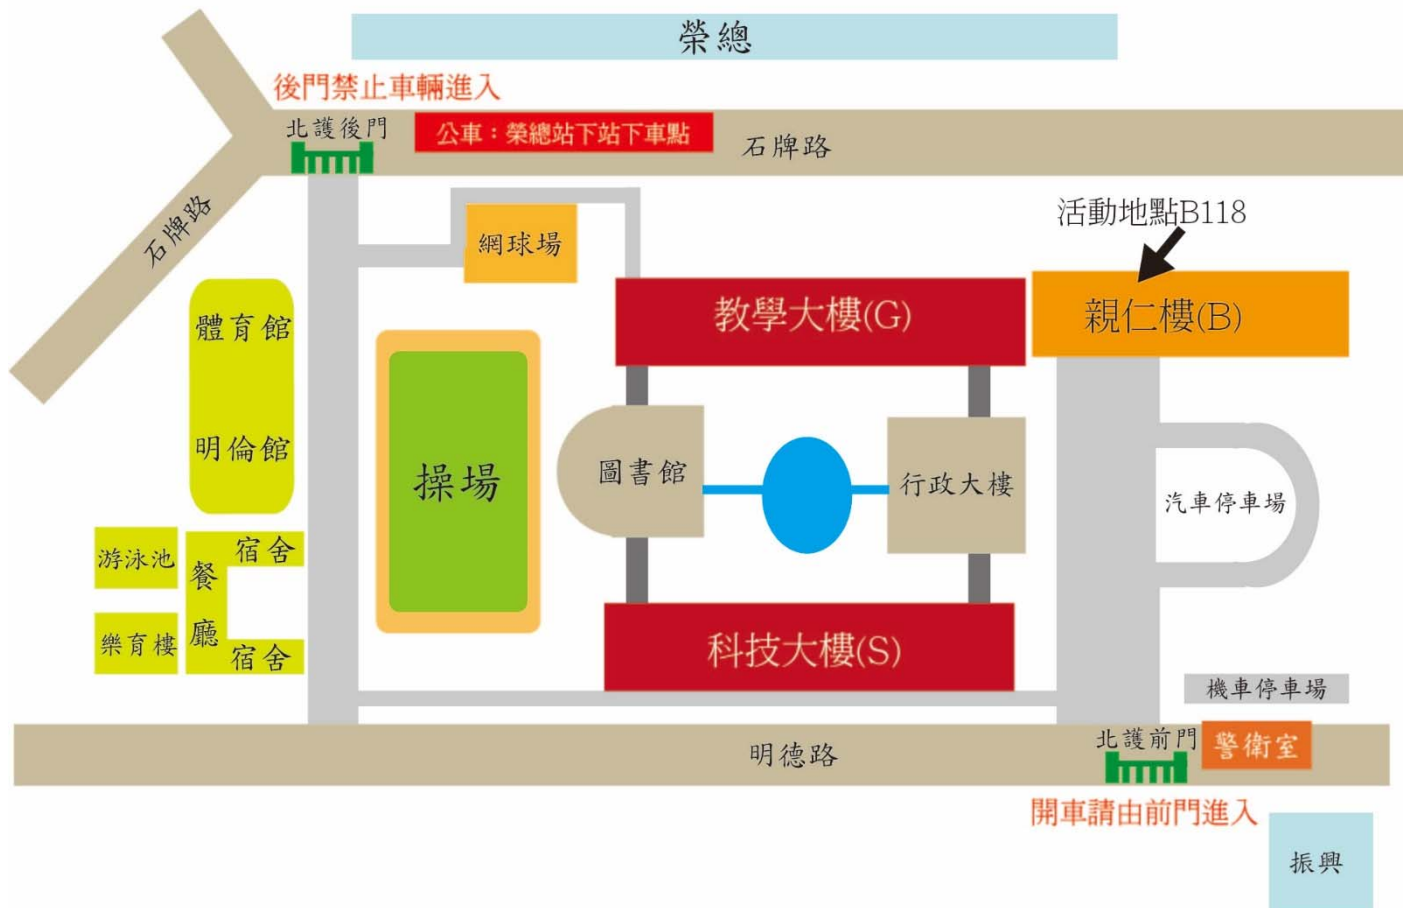 榮總
後門禁止車輛進入
北護後門
公車：榮總站下站下車點
石牌路
石牌路
活動地點B118
網球場
體育館
教學大樓(G)
親仁樓(B)
明倫館
操場
圖書館
行政大樓
汽車停車場
游泳池
宿舍
餐廳
樂育樓
宿舍
科技大樓(S)
機車停車場
明德路
北護前門
警衛室
開車請由前門進入
振興